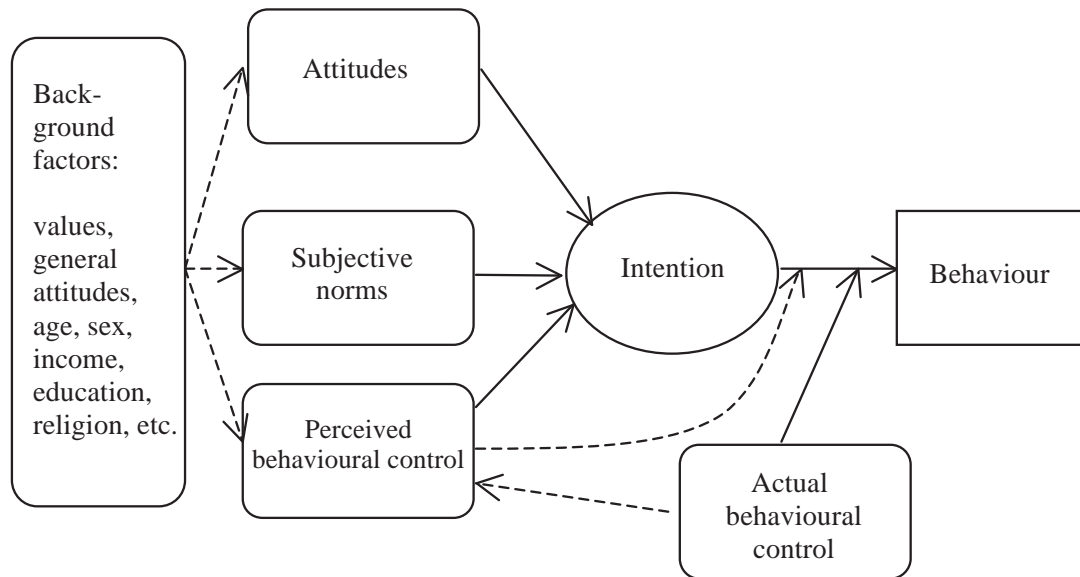 Back-
ground
factors:
values,
general
attitudes,
age, sex,
income,
education,
religion, etc.
Attitudes
Subjective
norms
Perceived
behavioural control
Intention
Behaviour
Actual
behavioural
control